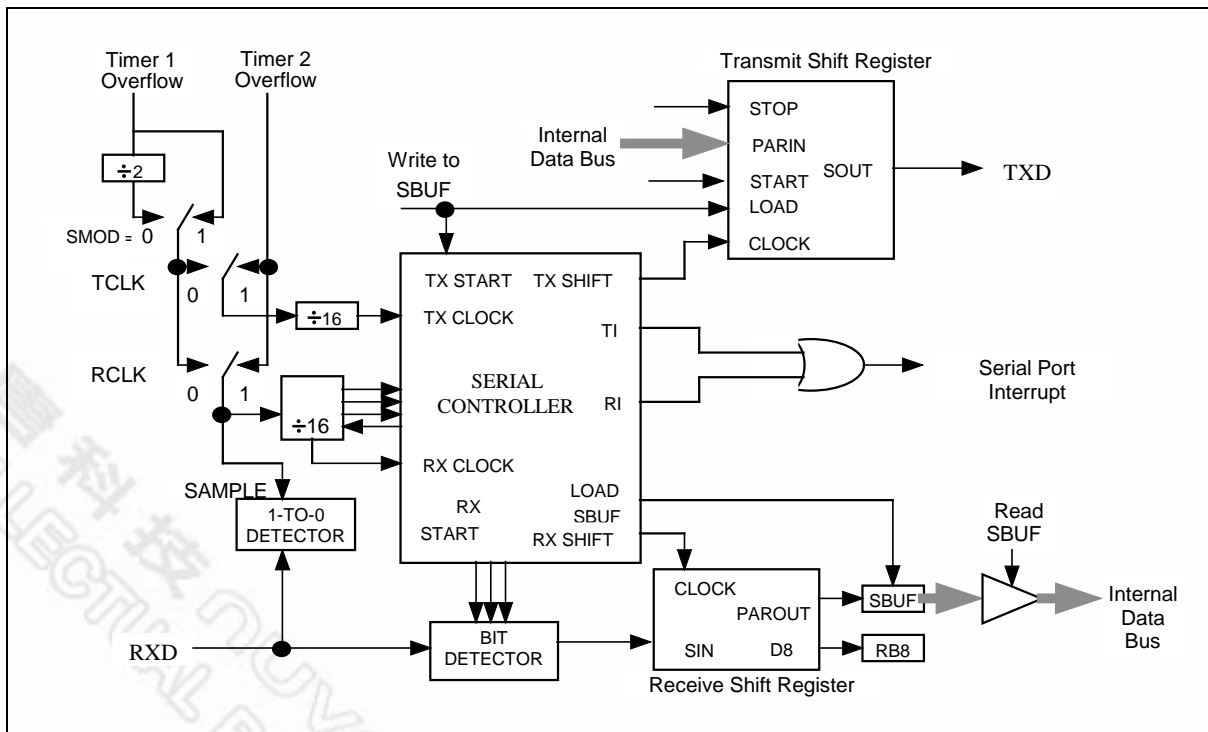 Timer 1
Overflow
Timer 2
Overflow
÷2
SMOD = 0
1
TCLK
0
1
÷16
RCLK
0
1
÷16
SAMPLE
1-TO-0
DETECTOR
RXD
Write to
SBUF
TX START
TX SHIFT
TX CLOCK
TI
SERIAL
CONTROLLER
RI
RX CLOCK
LOAD
SBUF
RX
START
RX SHIFT
BIT
DETECTOR
Transmit Shift Register
Internal
Data Bus
STOP
PARIN
START
LOAD
CLOCK
SOUT
TXD
Serial Port
Interrupt
CLOCK
PAROUT
SIN
D8
Receive Shift Register
SBUF
RB8
Read
SBUF
Internal
Data
Bus
科技